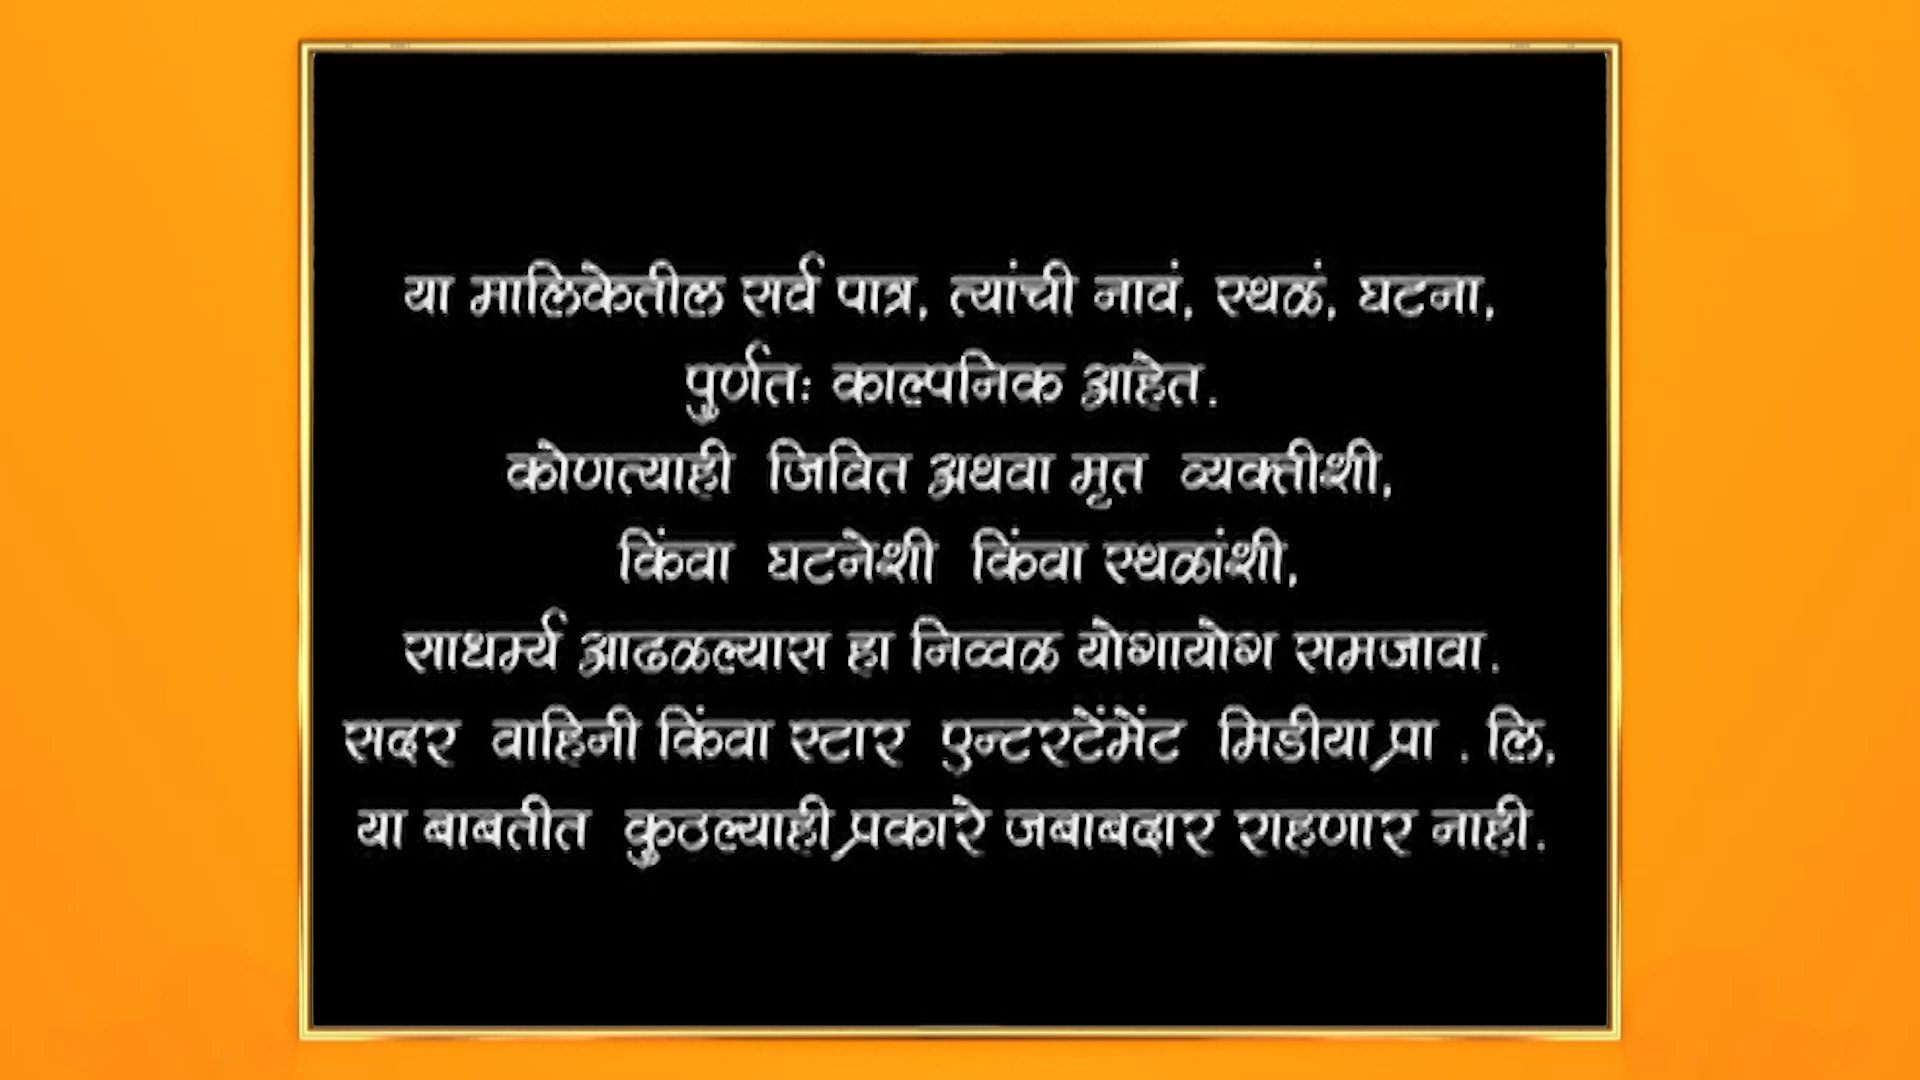 या मालिकेतील सर्व पात्र, त्यांची नावं, स्थळं, घटना,
पुर्णतः काल्पनिक आहेत.
कोणत्याही जिवित अथवा मृत व्यक्तीशी,
किंवा घटनेशी किंवा स्थळांशी,
साधर्म्य आढळल्यास हा निव्वळ योगायोग समजावा.
सदर वाहिनी किंवा स्टार एन्टरटेंमेंट मिडीया प्रा . लि,
या बाबतीत कुठल्याही प्रकारे जबाबदार राहणार नाही.